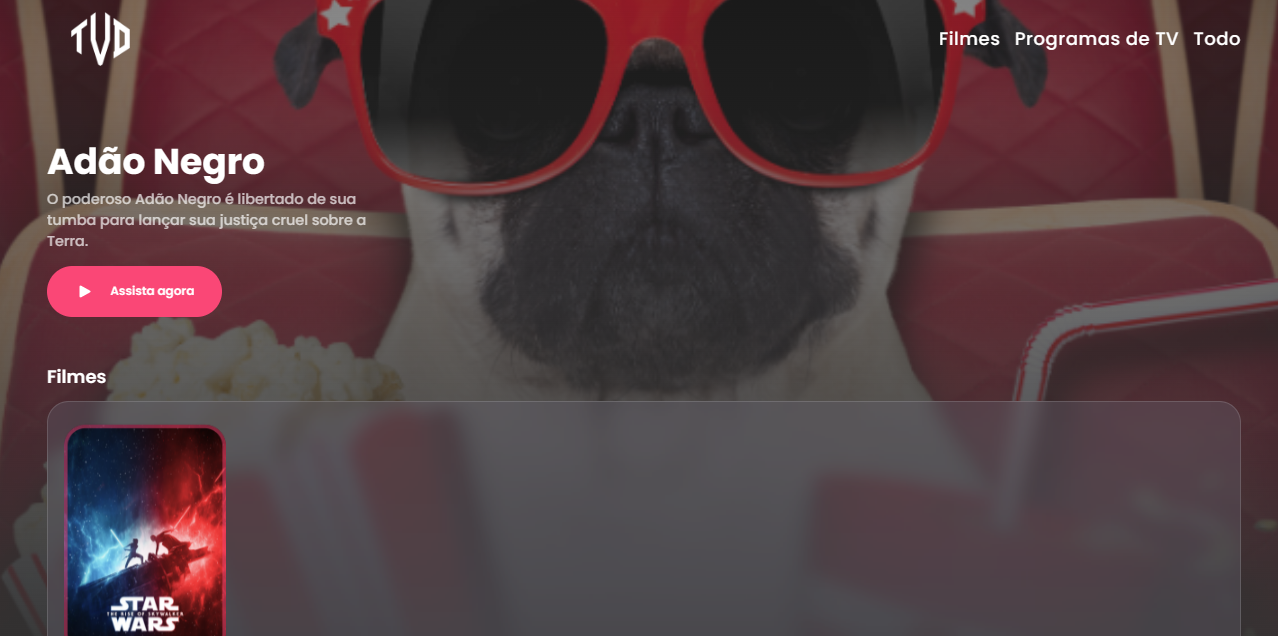 TVD
Filmes Programas de TV Todo
Adão Negro
O poderoso Adão Negro é libertado de sua
tumba para lançar sua justiça cruel sobre a
Terra.
Assista agora
Filmes
STAR
THE RISE OF SKYWALKER
WARS